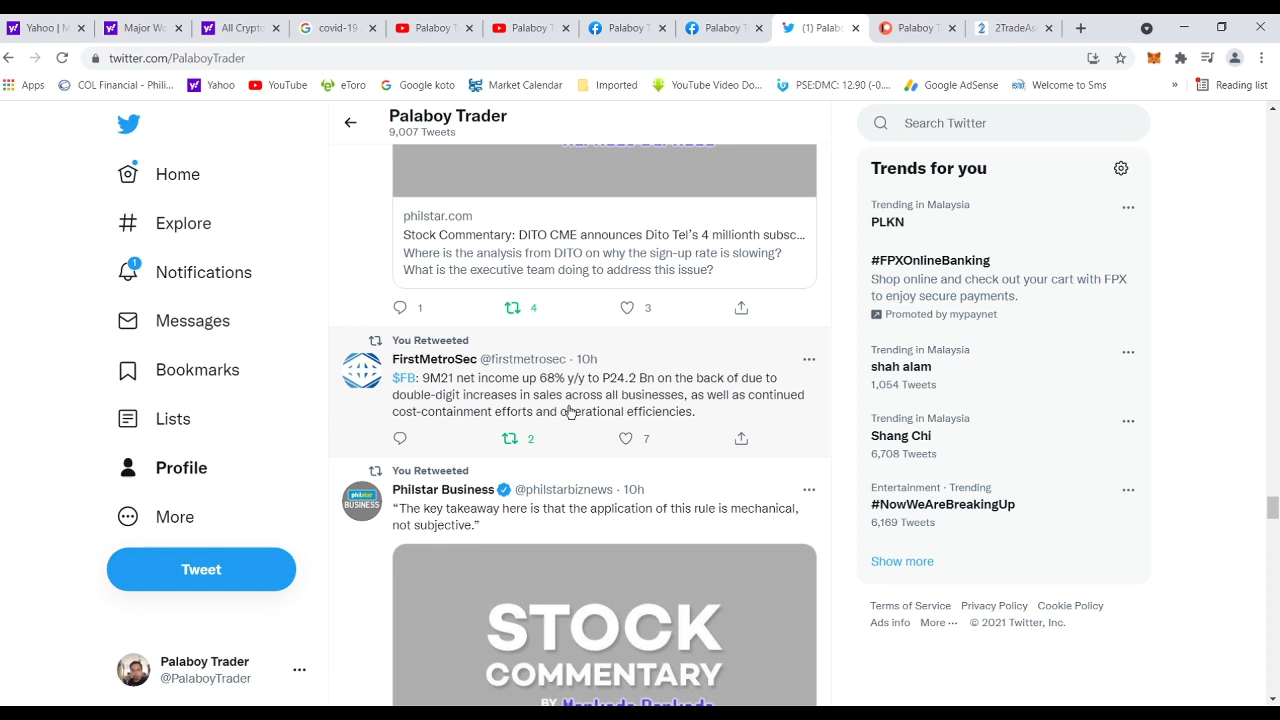 Yahoo | M
Major Wo
All Crypto
covid-19
Palaboy T
Palaboy T
Palaboy T
Palaboy T
(1) Palabo
Palaboy T
2TradeAs
twitter.com/PalaboyTrader
Apps
COL Financial - Phili...
Yahoo
YouTube
eToro
Google koto
Market Calendar
Imported
YouTube Video Do...
PSE:DMC: 12.90 (-0....
Google AdSense
Welcome to Sms
»
Reading list
Palaboy Trader
9,007 Tweets
Search Twitter
Home
Explore
1
Notifications
Messages
Bookmarks
Lists
Profile
More
Tweet
Palaboy Trader
@PalaboyTrader
philstar.com
Stock Commentary: DITO CME announces Dito Tel's 4 millionth subsc...
Where is the analysis from DITO on why the sign-up rate is slowing?
What is the executive team doing to address this issue?
1 4 3
You Retweeted
FirstMetroSec @firstmetrosec · 10h
$FB: 9M21 net income up 68% y/y to P24.2 Bn on the back of due to
double-digit increases in sales across all businesses, as well as continued
cost-containment efforts and operational efficiencies.
2 7
You Retweeted
Philstar Business @philstarbiznews · 10h
philstar
BUSINESS
“The key takeaway here is that the application of this rule is mechanical,
not subjective.”
STOCK
COMMENTARY
BY
Trends for you
Trending in Malaysia
PLKN
#FPXOnlineBanking
Shop online and check out your cart with FPX
to enjoy secure payments.
Promoted by mypaynet
Trending in Malaysia
shah alam
1,054 Tweets
Trending in Malaysia
Shang Chi
6,708 Tweets
Entertainment · Trending
#NowWeAreBreakingUp
6,169 Tweets
Show more
Terms of Service Privacy Policy Cookie Policy
Ads info More ··· © 2021 Twitter, Inc.